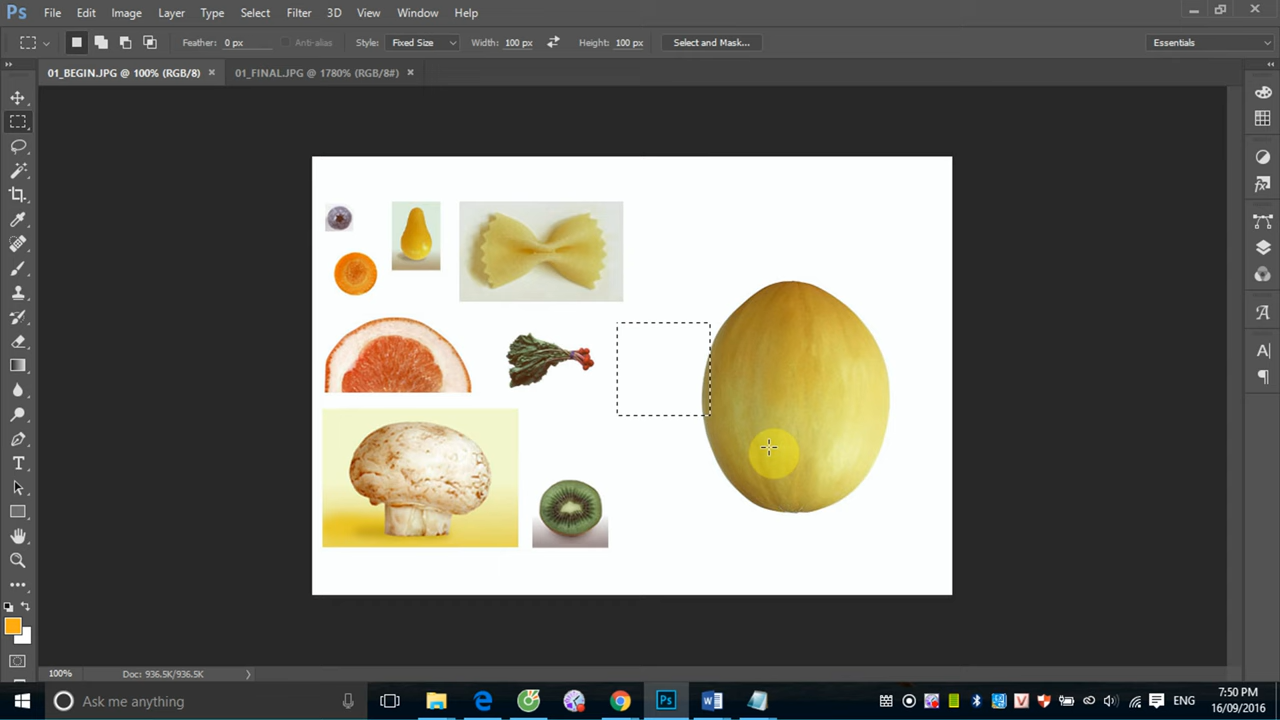 Ps File Edit Image Layer Type Select Filter 3D View Window Help
Feather: 0 px Anti-alias Style: Fixed Size Width: 100 px Height: 100 px Select and Mask... Essentials
01_BEGIN.JPG @ 100% (RGB/8) × 01_FINAL.JPG @ 1780% (RGB/8#) ×
100% Doc: 936.5K/936.5K
Ask me anything
Ps
ENG
7:50 PM
16/09/2016